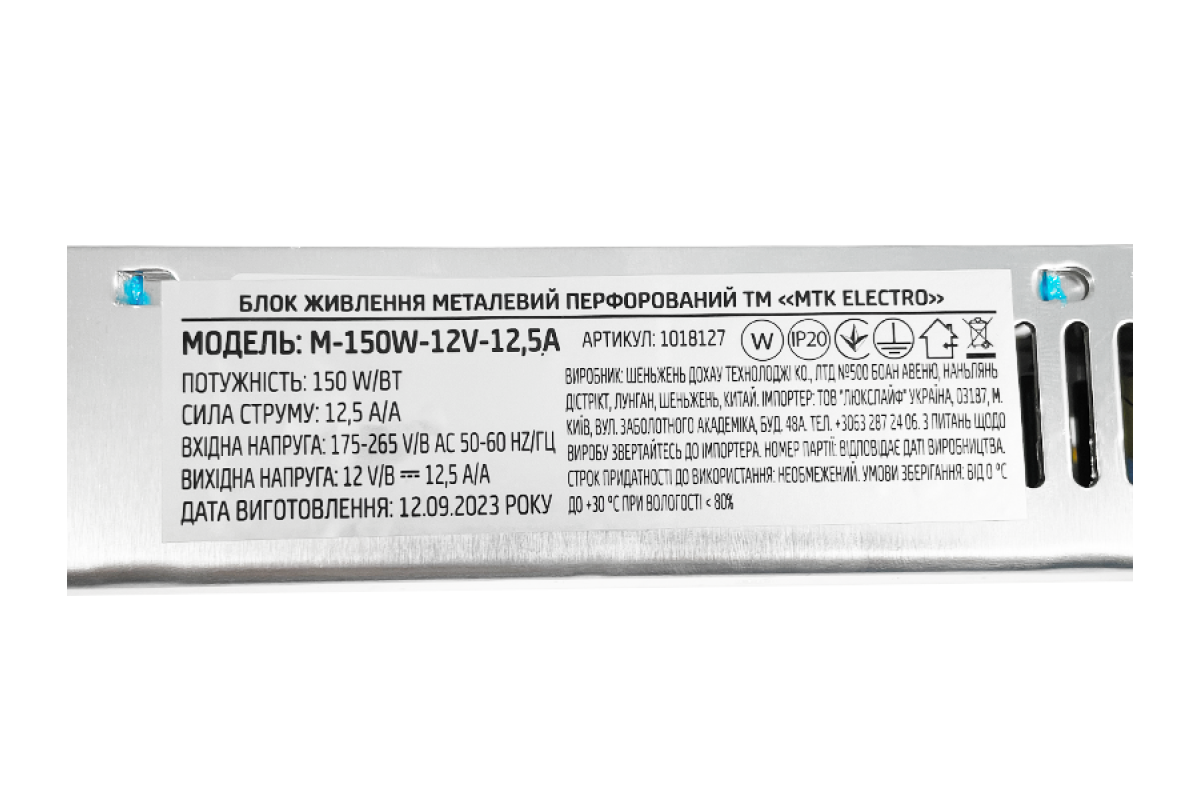 БЛОК ЖИВЛЕННЯ МЕТАЛЕВИЙ ПЕРФОРОВАНИЙ ТМ «MTK ELECTRO»
МОДЕЛЬ: M-150W-12V-12,5A АРТИКУЛ: 1018127 W IP20
ПОТУЖНІСТЬ: 150 W/ВТ
СИЛА СТРУМУ: 12,5 А/А
ВХІДНА НАПРУГА: 175-265 V/В AC 50-60 HZ/ГЦ
ВИХІДНА НАПРУГА: 12 V/В 12,5 А/А
ДАТА ВИГОТОВЛЕННЯ: 12.09.2023 РОКУ
ВИРОБНИК: ШЕНЬЖЕНЬ ДОХАУ ТЕХНОЛОДЖІ КО., ЛТД №500 БОАН АВЕНЮ, НАНЬЛЯНЬ
ДІСТРІКТ, ЛУНГАН, ШЕНЬЖЕНЬ, КИТАЙ. ІМПОРТЕР: ТОВ "ЛЮКСЛАЙФ" УКРАЇНА, 03187, М.
КИЇВ, ВУЛ. ЗАБОЛОТНОГО АКАДЕМІКА, БУД. 48А. ТЕЛ. +3063 287 24 06. З ПИТАНЬ ЩОДО
ВИРОБУ ЗВЕРТАЙТЕСЬ ДО ІМПОРТЕРА. НОМЕР ПАРТІЇ: ВІДПОВІДАЄ ДАТІ ВИРОБНИЦТВА.
СТРОК ПРИДАТНОСТІ ДО ВИКОРИСТАННЯ: НЕОБМЕЖЕНИЙ. УМОВИ ЗБЕРІГАННЯ: ВІД 0 °С
ДО +30 °С ПРИ ВОЛОГОСТІ < 80%